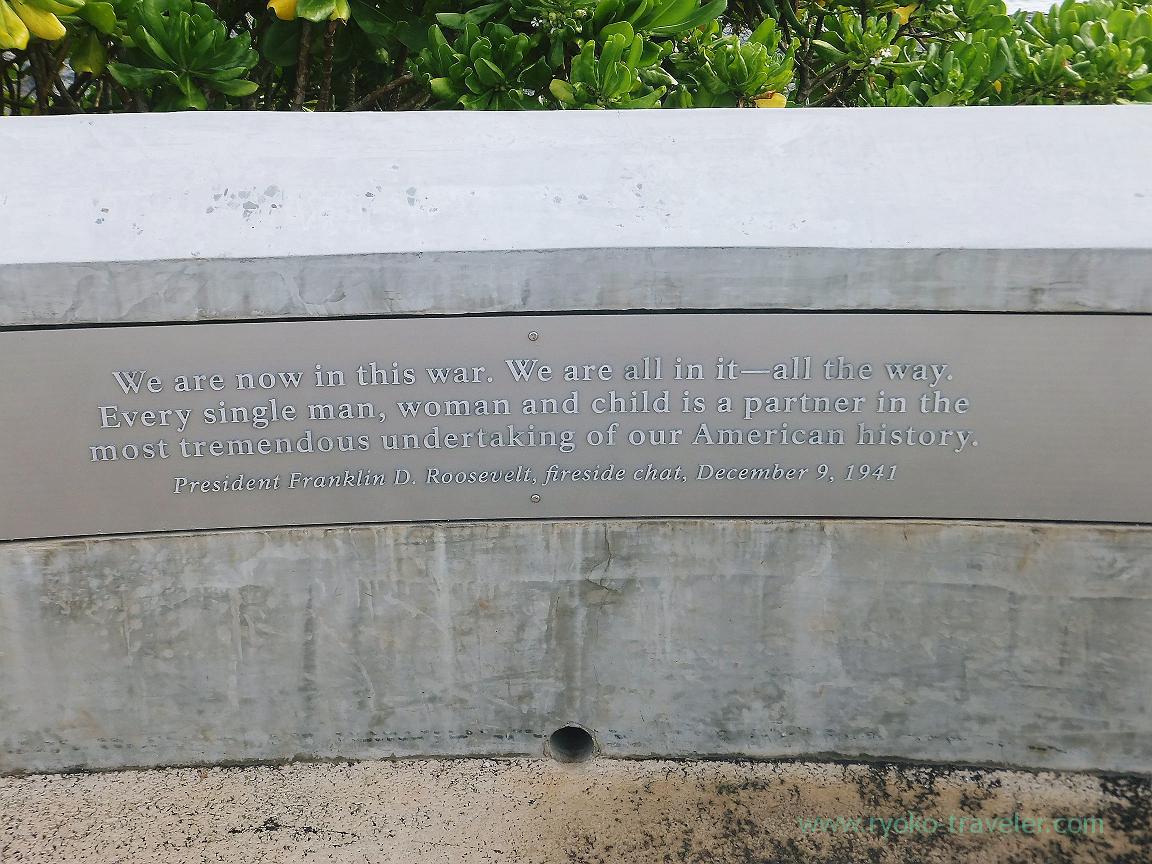 We are now in this war. We are all in it—all the way.
Every single man, woman and child is a partner in the
most tremendous undertaking of our American history.
President Franklin D. Roosevelt, fireside chat, December 9, 1941
www.ryoko-traveler.com